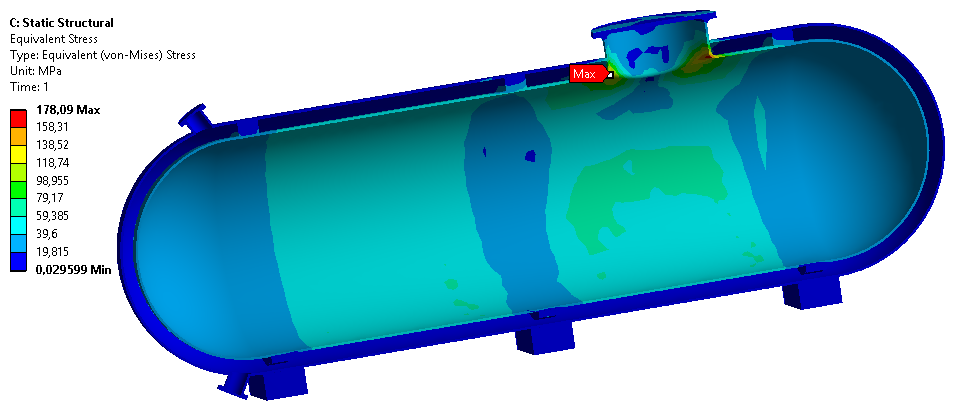 C: Static Structural
Equivalent Stress
Type: Equivalent (von-Mises) Stress
Unit: MPa
Time: 1
178,09 Max
158,31
138,52
118,74
98,955
79,17
59,385
39,6
19,815
0,029599 Min
Max